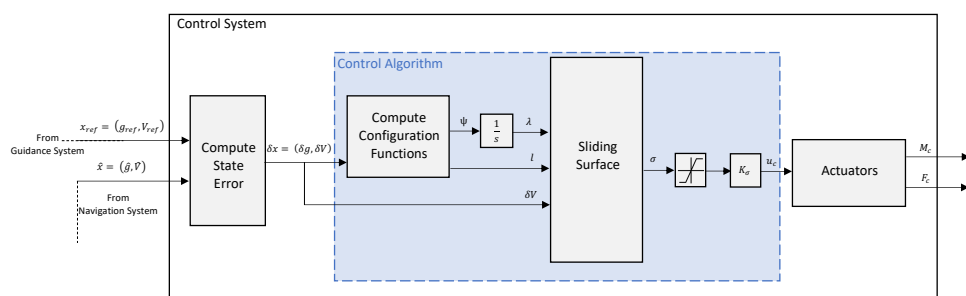 Control System
Control Algorithm
x_ref = (g_ref, V_ref)
From
Guidance System
x̂ = (ĝ, V̂)
From
Navigation System
Compute
State
Error
δx = (δg, δV)
Compute
Configuration
Functions
ψ
1/s
λ
l
δV
Sliding
Surface
σ
K_σ
u_c
Actuators
M_c
F_c